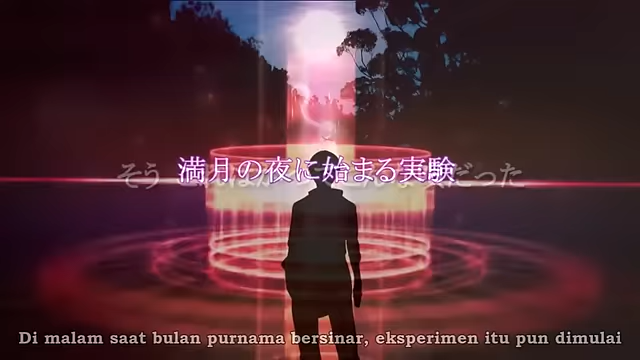 満月の夜に始まる実験
Di malam saat bulan purnama bersinar, eksperimen itu pun dimulai